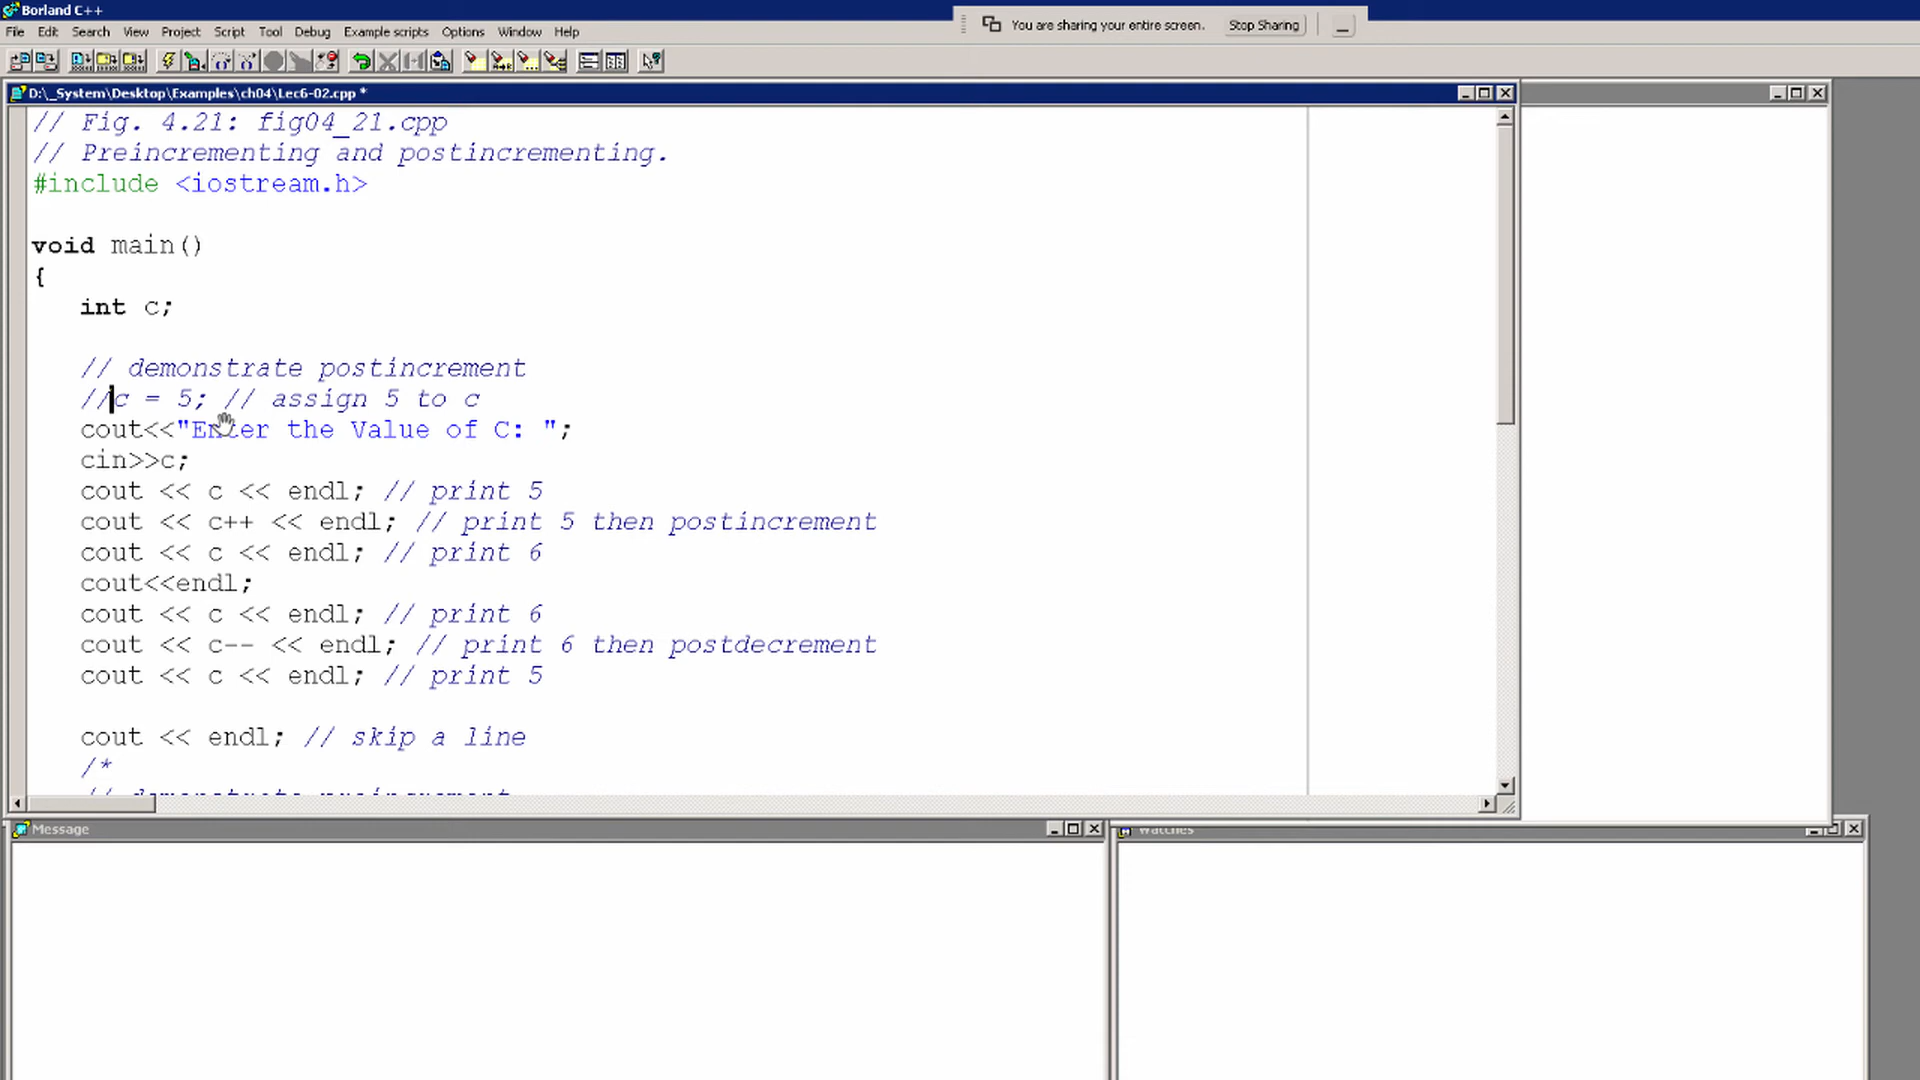 Borland C++
You are sharing your entire screen. Stop Sharing
File Edit Search View Project Script Tool Debug Example scripts Options Window Help
D:\_System\Desktop\Examples\ch04\Lec6-02.cpp *
// Fig. 4.21: fig04_21.cpp
// Preincrementing and postincrementing.
#include <iostream.h>
void main()
{
int c;
// demonstrate postincrement
//c = 5; // assign 5 to c
cout<<"Enter the Value of C: ";
cin>>c;
cout << c << endl; // print 5
cout << c++ << endl; // print 5 then postincrement
cout << c << endl; // print 6
cout<<endl;
cout << c << endl; // print 6
cout << c-- << endl; // print 6 then postdecrement
cout << c << endl; // print 5
cout << endl; // skip a line
/*
// demonstrate preincrement
Message
Watches